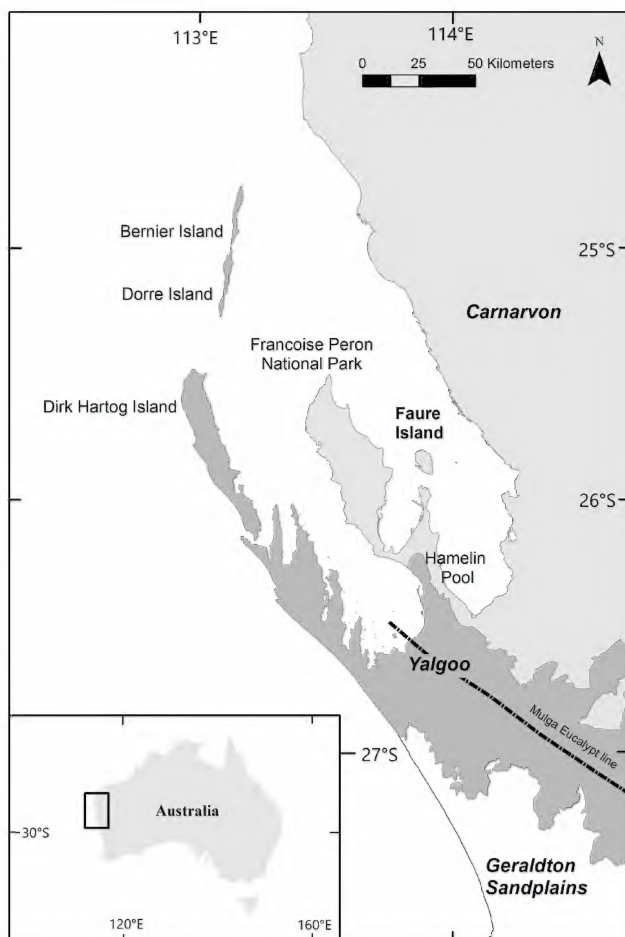 113°E
114°E
0 25 50 Kilometers
N
Bernier Island
25°S
Dorre Island
Carnarvon
Francoise Peron
National Park
Dirk Hartog Island
Faure
Island
26°S
Hamelin
Pool
Yalgoo
Mulga Eucalypt line
27°S
Australia
30°S
Geraldton
Sandplains
120°E
160°E